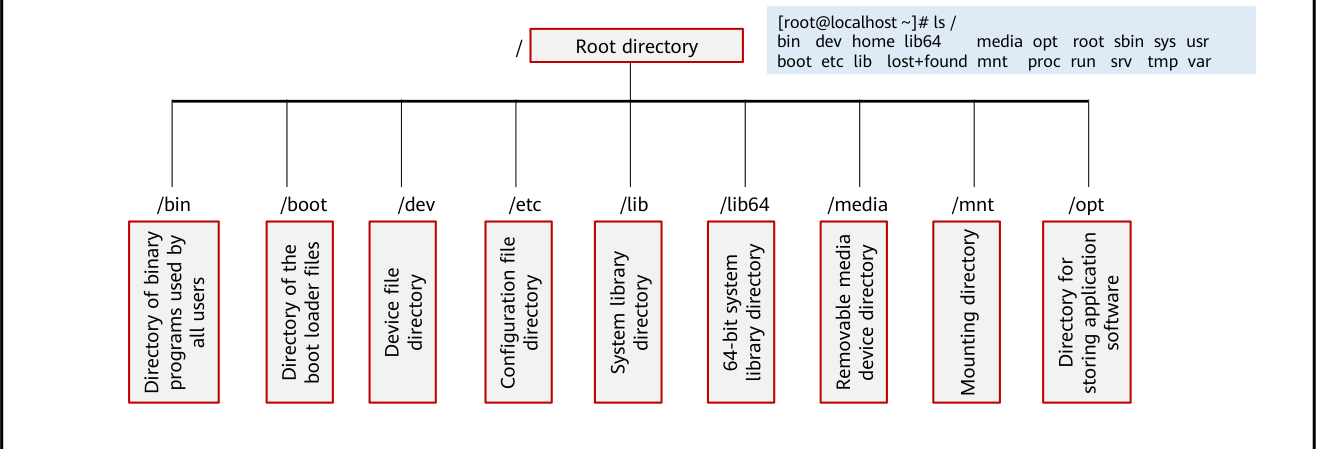 / Root directory
[root@localhost ~]# ls /
bin dev home lib64 media opt root sbin sys usr
boot etc lib lost+found mnt proc run srv tmp var
/bin /boot /dev /etc /lib /lib64 /media /mnt /opt
Directory of binary
programs used by
all users
Directory of the
boot loader files
Device file
directory
Configuration file
directory
System library
directory
64-bit system
library directory
Removable media
device directory
Mounting directory
Directory for
storing application
software